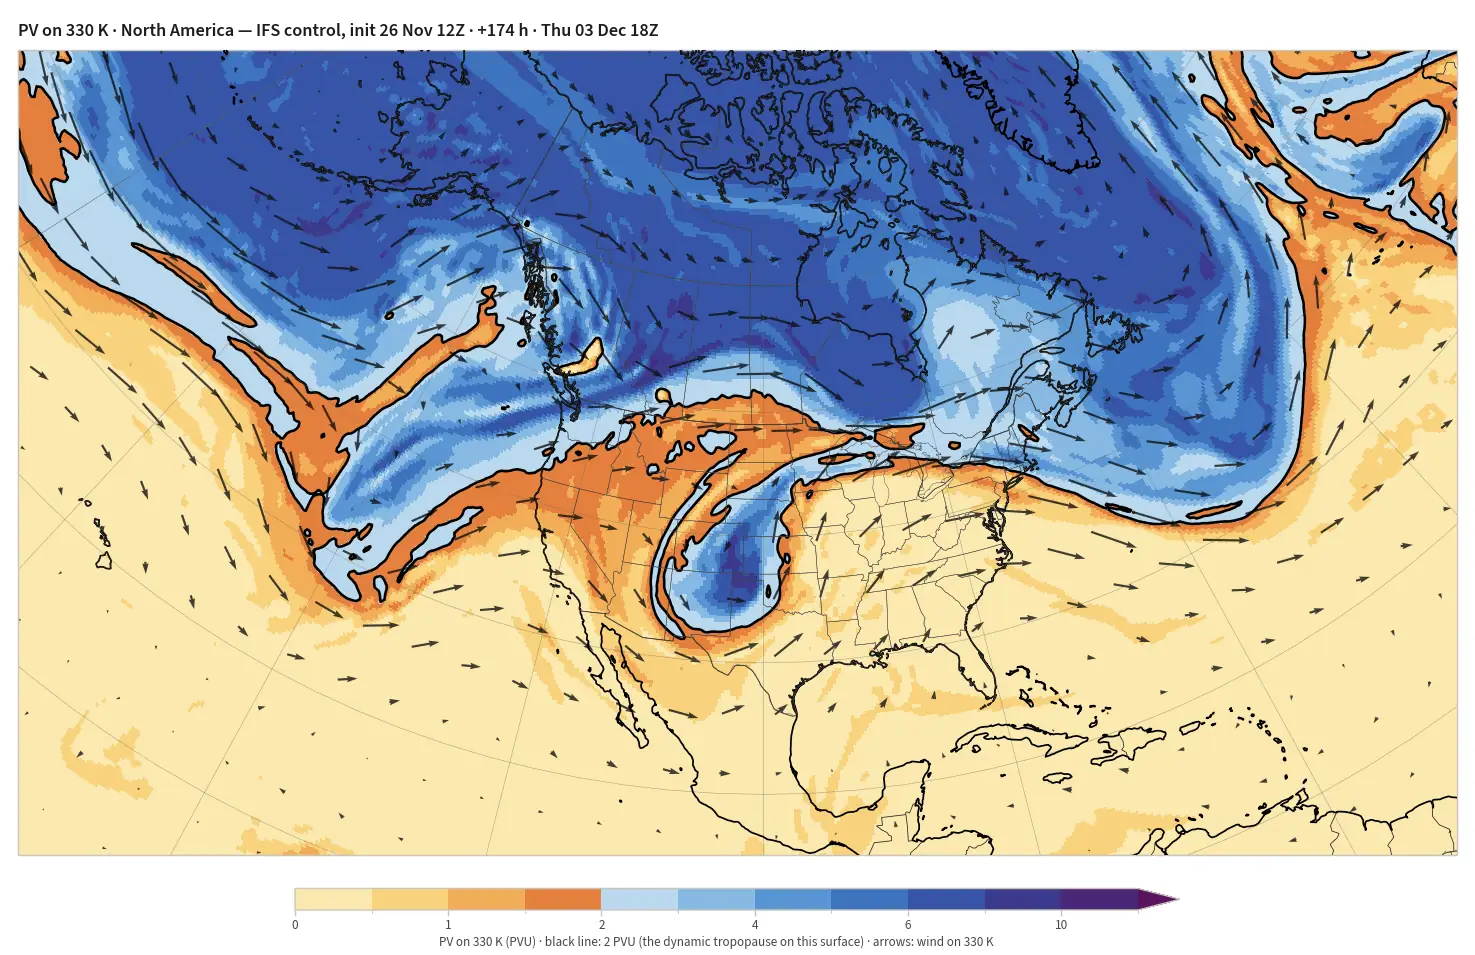 PV on 330 K · North America — IFS control, init 26 Nov 12Z · +174 h · Thu 03 Dec 18Z
0 1 2 4 6 10
PV on 330 K (PVU) · black line: 2 PVU (the dynamic tropopause on this surface) · arrows: wind on 330 K